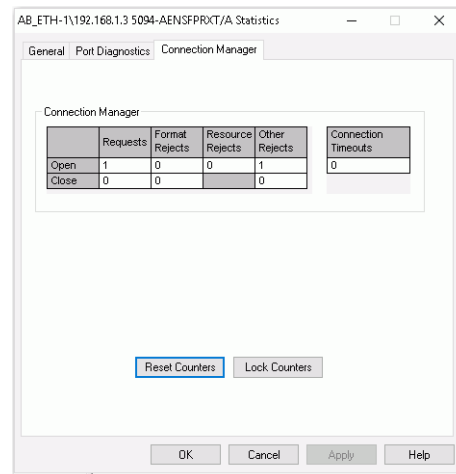 AB_ETH-1\192.168.1.3 5094-AENSFPRXT/A Statistics
General Port Diagnostics Connection Manager
Connection Manager
Requests Format Rejects Resource Rejects Other Rejects Connection Timeouts
Open 1 0 0 1 0
Close 0 0 0
Reset Counters Lock Counters
OK Cancel Apply Help